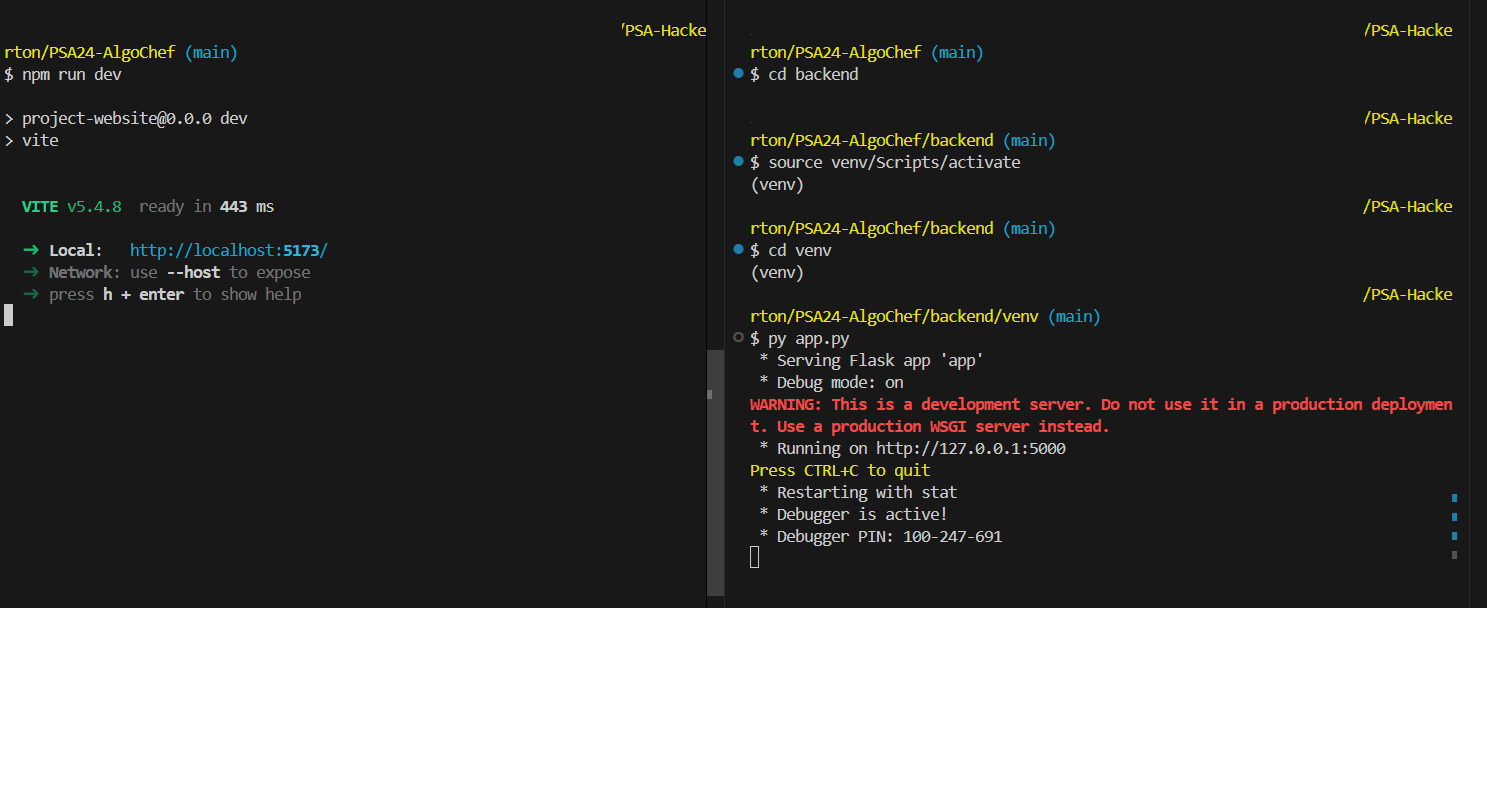 /PSA-Hacke
rton/PSA24-AlgoChef (main)
$ npm run dev
> project-website@0.0.0 dev
> vite
VITE v5.4.8  ready in 443 ms
➜ Local:   http://localhost:5173/
➜ Network: use --host to expose
➜ press h + enter to show help
/PSA-Hacke
rton/PSA24-AlgoChef (main)
$ cd backend
/PSA-Hacke
rton/PSA24-AlgoChef/backend (main)
$ source venv/Scripts/activate
(venv)
/PSA-Hacke
rton/PSA24-AlgoChef/backend (main)
$ cd venv
(venv)
/PSA-Hacke
rton/PSA24-AlgoChef/backend/venv (main)
$ py app.py
* Serving Flask app 'app'
* Debug mode: on
WARNING: This is a development server. Do not use it in a production deploymen
t. Use a production WSGI server instead.
* Running on http://127.0.0.1:5000
Press CTRL+C to quit
* Restarting with stat
* Debugger is active!
* Debugger PIN: 100-247-691